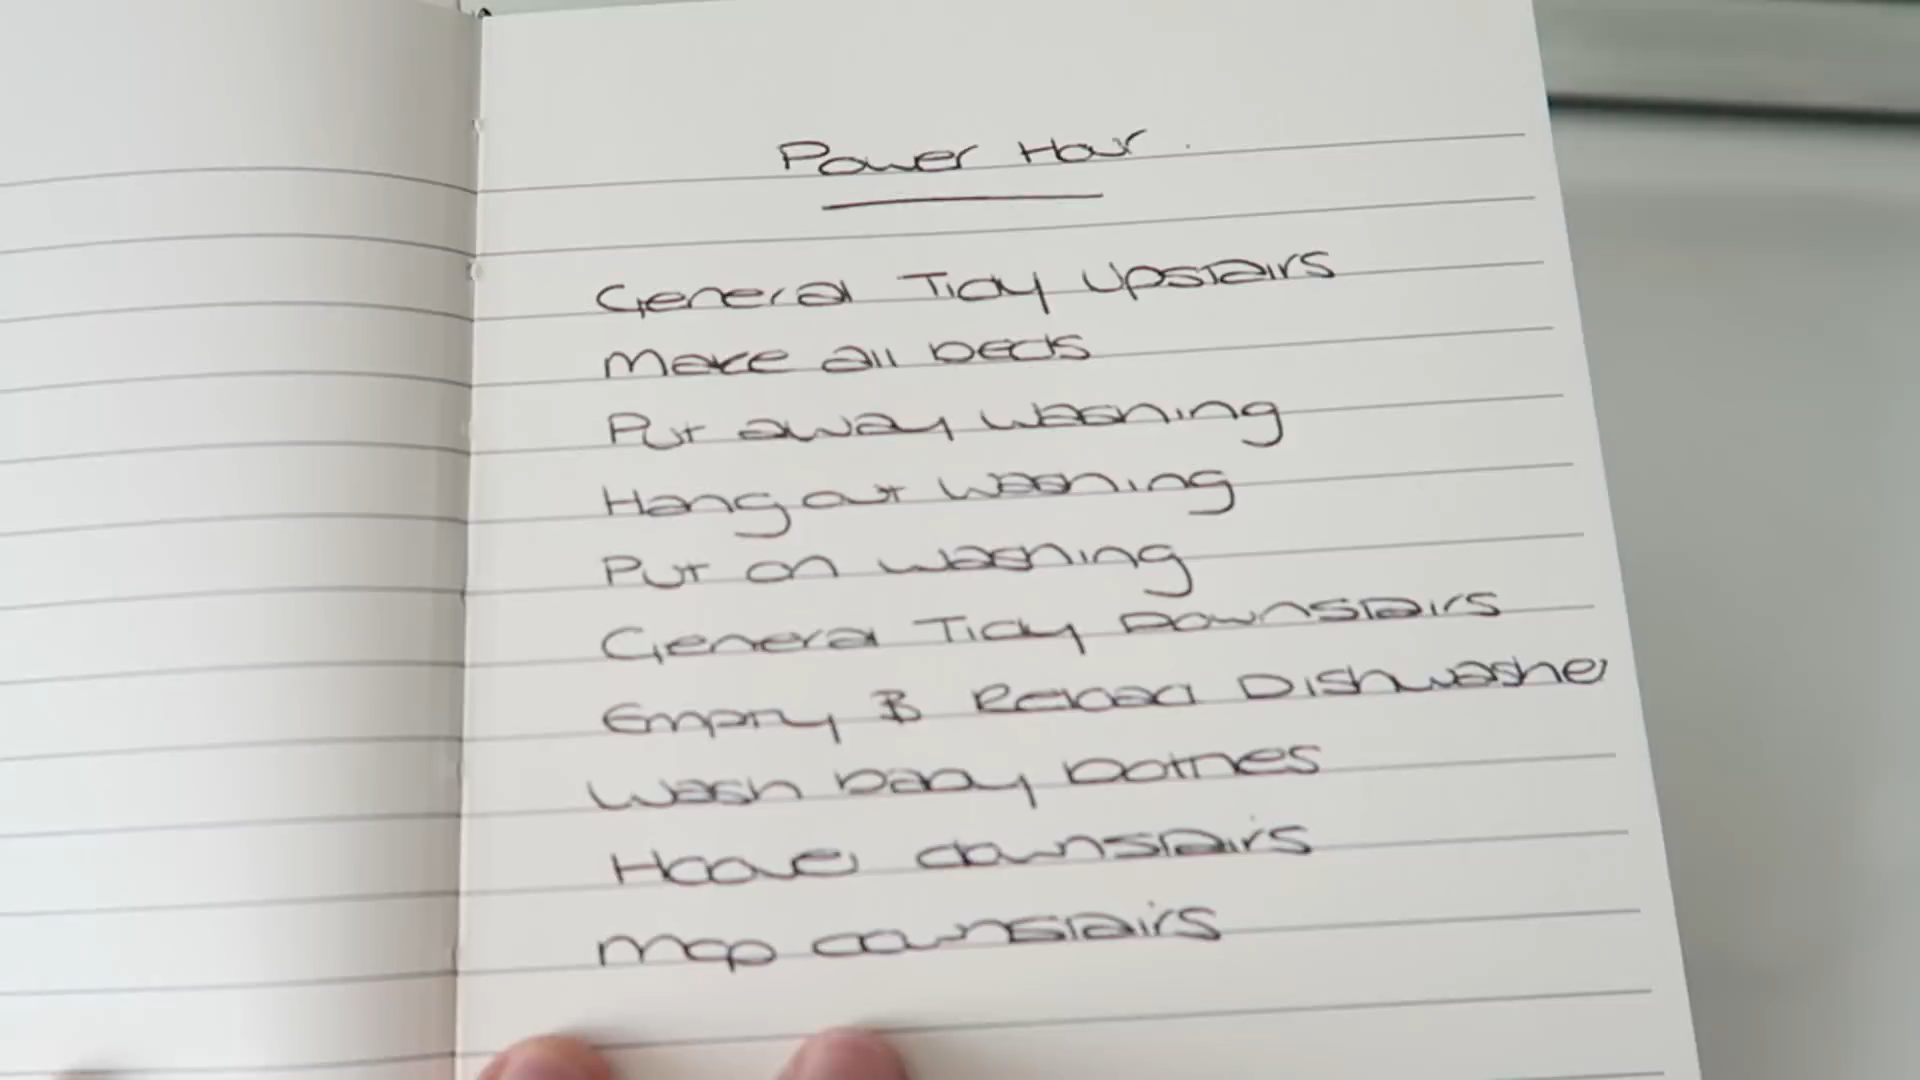 Power Hour.
General Tidy Upstairs
Make all beds
Put away washing
Hang out washing
Put on washing
General Tidy Downstairs
Empty & Reload Dishwasher
Wash baby bottles
Hoover downstairs
Mop downstairs